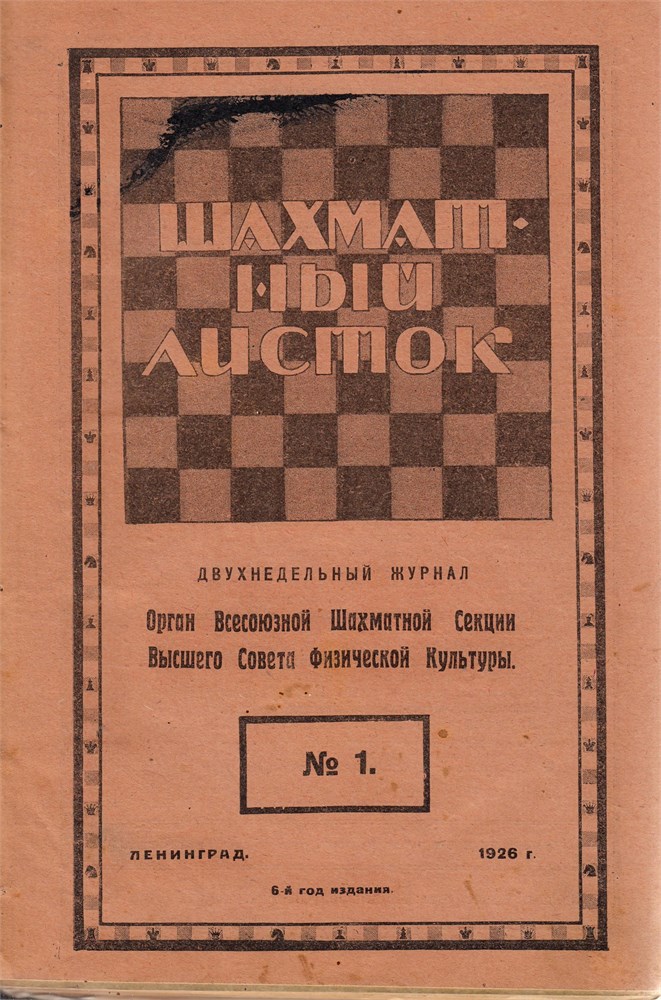 ШАХМАТ-
НЫЙ
ЛИСТОК
ДВУХНЕДЕЛЬНЫЙ ЖУРНАЛ
Орган Всесоюзной Шахматной Секции
Высшего Совета Физической Культуры.
№ 1.
ЛЕНИНГРАД. 1926 г.
6-й год издания.